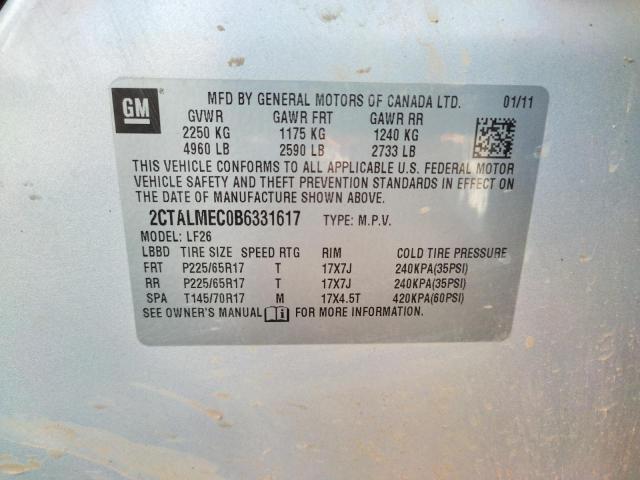 GM
MFD BY GENERAL MOTORS OF CANADA LTD. 01/11
GVWR GAWR FRT GAWR RR
2250 KG 1175 KG 1240 KG
4960 LB 2590 LB 2733 LB
THIS VEHICLE CONFORMS TO ALL APPLICABLE U.S. FEDERAL MOTOR
VEHICLE SAFETY AND THEFT PREVENTION STANDARDS IN EFFECT ON
THE DATE OF MANUFACTURE SHOWN ABOVE.
2CTALMEC0B6331617 TYPE: M.P.V.
MODEL: LF26
LBBD TIRE SIZE SPEED RTG RIM COLD TIRE PRESSURE
FRT P225/65R17 T 17X7J 240KPA(35PSI)
RR P225/65R17 T 17X7J 240KPA(35PSI)
SPA T145/70R17 M 17X4.5T 420KPA(60PSI)
SEE OWNER'S MANUAL i FOR MORE INFORMATION.